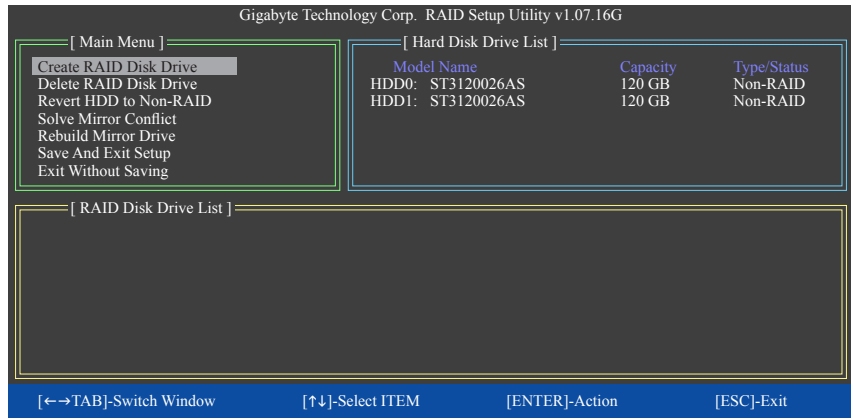 Gigabyte Technology Corp. RAID Setup Utility v1.07.16G
[ Main Menu ]
Create RAID Disk Drive
Delete RAID Disk Drive
Revert HDD to Non-RAID
Solve Mirror Conflict
Rebuild Mirror Drive
Save And Exit Setup
Exit Without Saving
[ Hard Disk Drive List ]
Model Name Capacity Type/Status
HDD0: ST3120026AS 120 GB Non-RAID
HDD1: ST3120026AS 120 GB Non-RAID
[ RAID Disk Drive List ]
[←→TAB]-Switch Window [↑↓]-Select ITEM [ENTER]-Action [ESC]-Exit